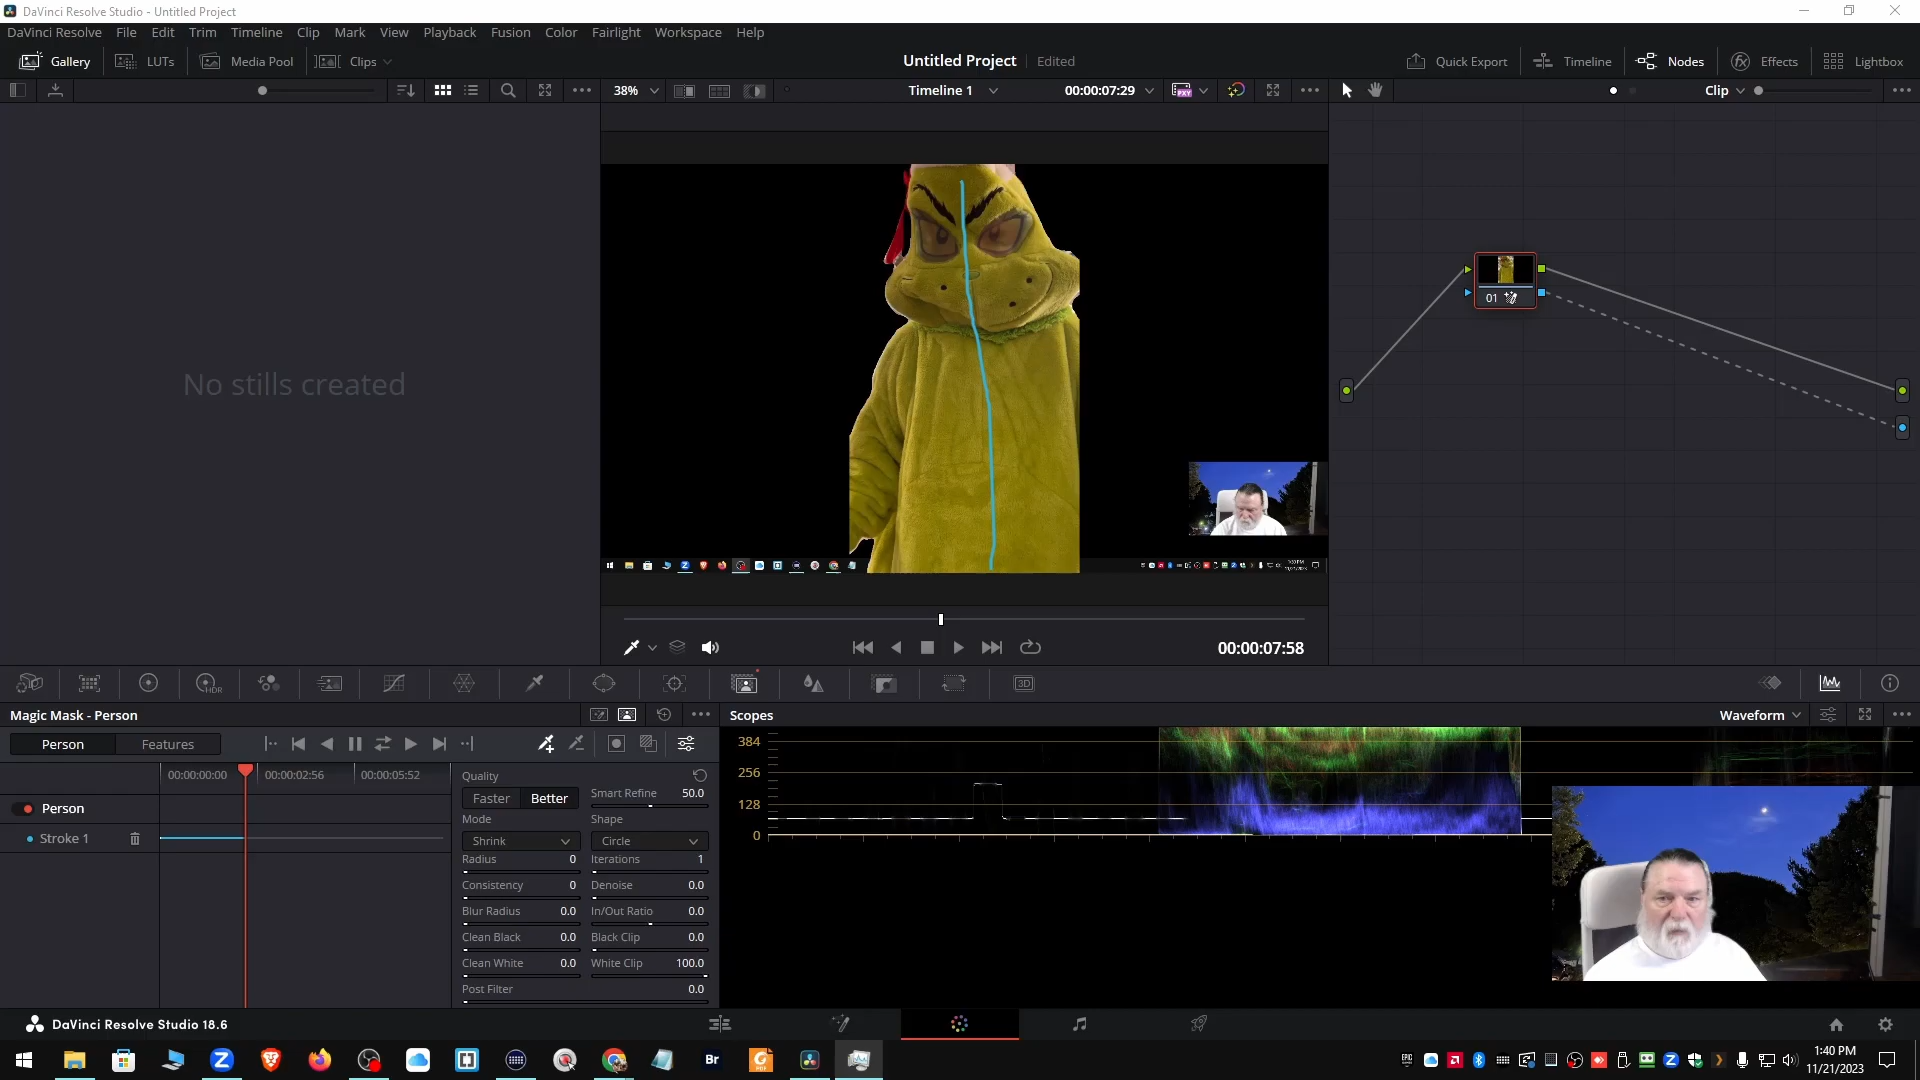 DaVinci Resolve Studio - Untitled Project
DaVinci Resolve File Edit Trim Timeline Clip Mark View Playback Fusion Color Fairlight Workspace Help
Gallery LUTs Media Pool Clips Untitled Project Edited Quick Export Timeline Nodes Effects Lightbox
38% Timeline 1 00:00:07:29 PXY Clip
No stills created
01
00:00:07:58
HDR 3D
Magic Mask - Person Scopes Waveform
Person Features
384
256
128
0
00:00:00:00 00:00:02:56 00:00:05:52
Person
Stroke 1
Quality
Faster Better Smart Refine 50.0
Mode Shape
Shrink Circle
Radius 0 Iterations 1
Consistency 0 Denoise 0.0
Blur Radius 0.0 In/Out Ratio 0.0
Clean Black 0.0 Black Clip 0.0
Clean White 0.0 White Clip 100.0
Post Filter 0.0
DaVinci Resolve Studio 18.6
Br
EPIC
1:40 PM
11/21/2023